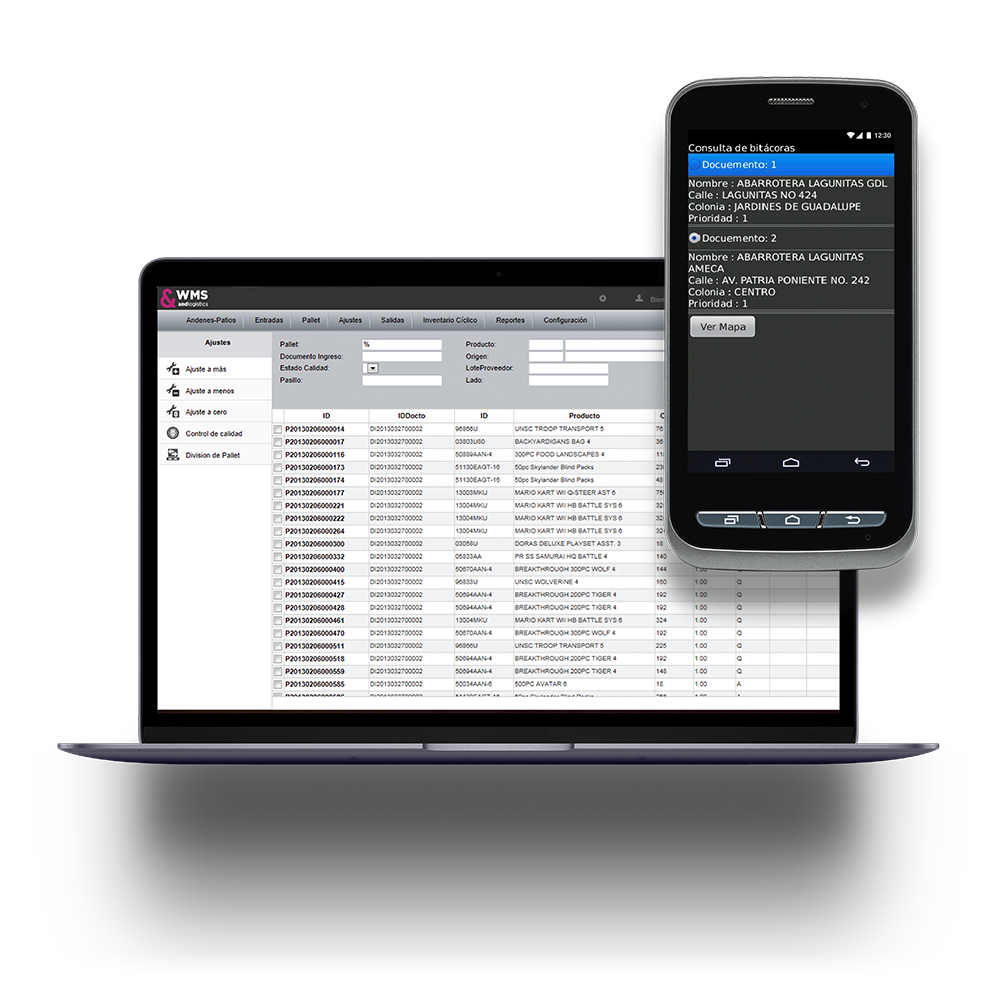 12:30
Consulta de bitácoras
Docuemento: 1
Nombre : ABARROTERA LAGUNITAS GDL
Calle : LAGUNITAS NO 424
Colonia : JARDINES DE GUADALUPE
Prioridad : 1
Docuemento: 2
Nombre : ABARROTERA LAGUNITAS
AMECA
Calle : AV. PATRIA PONIENTE NO. 242
Colonia : CENTRO
Prioridad : 1
Ver Mapa
& WMS
andlogistics
Andenes-Patios Entradas Pallet Ajustes Salidas Inventario Cíclico Reportes Configuración
Ajustes
Ajuste a más
Ajuste a menos
Ajuste a cero
Control de calidad
Division de Pallet
Pallet: % Producto:
Documento Ingreso: Origen:
Estado Calidad: LoteProveedor:
Pasillo: Lado:
ID IDDocto ID Producto
P20130206000014 DI2013032700002 96866U UNSC TROOP TRANSPORT 5 76
P20130206000017 DI2013032700002 03803U80 BACKYARDIGANS BAG 4 36
P20130206000116 DI2013032700002 50889AAN-4 300PC FOOD LANDSCAPES 4
P20130206000173 DI2013032700002 51130EAGT-16 50pc Skylander Blind Packs
P20130206000174 DI2013032700002 51130EAGT-16 50pc Skylander Blind Packs
P20130206000177 DI2013032700002 13003MKU MARIO KART WII Q-STEER AST 6
P20130206000221 DI2013032700002 13004MKU MARIO KART WII HB BATTLE SYS 6
P20130206000222 DI2013032700002 13004MKU MARIO KART WII HB BATTLE SYS 6
P20130206000264 DI2013032700002 13004MKU MARIO KART WII HB BATTLE SYS 6
P20130206000300 DI2013032700002 03058U DORAS DELUXE PLAYSET ASST. 3 18
P20130206000332 DI2013032700002 05833AA PR SS SAMURAI HQ BATTLE 4 140
P20130206000400 DI2013032700002 50670AAN-4 BREAKTHROUGH 300PC WOLF 4 144 1.00 Q
P20130206000415 DI2013032700002 96833U UNSC WOLVERINE 4 160 1.00 Q
P20130206000427 DI2013032700002 50694AAN-4 BREAKTHROUGH 200PC TIGER 4 192 1.00 Q
P20130206000428 DI2013032700002 50694AAN-4 BREAKTHROUGH 200PC TIGER 4 192 1.00 Q
P20130206000461 DI2013032700002 13004MKU MARIO KART WII HB BATTLE SYS 6 324 1.00 Q
P20130206000470 DI2013032700002 50670AAN-4 BREAKTHROUGH 300PC WOLF 4 192 1.00 Q
P20130206000511 DI2013032700002 96866U UNSC TROOP TRANSPORT 5 225 1.00 Q
P20130206000518 DI2013032700002 50694AAN-4 BREAKTHROUGH 200PC TIGER 4 192 1.00 Q
P20130206000559 DI2013032700002 50694AAN-4 BREAKTHROUGH 200PC TIGER 4 148 1.00 Q
P20130206000585 DI2013032700002 50034AAN-6 500PC AVATAR 6 18 1.00 A